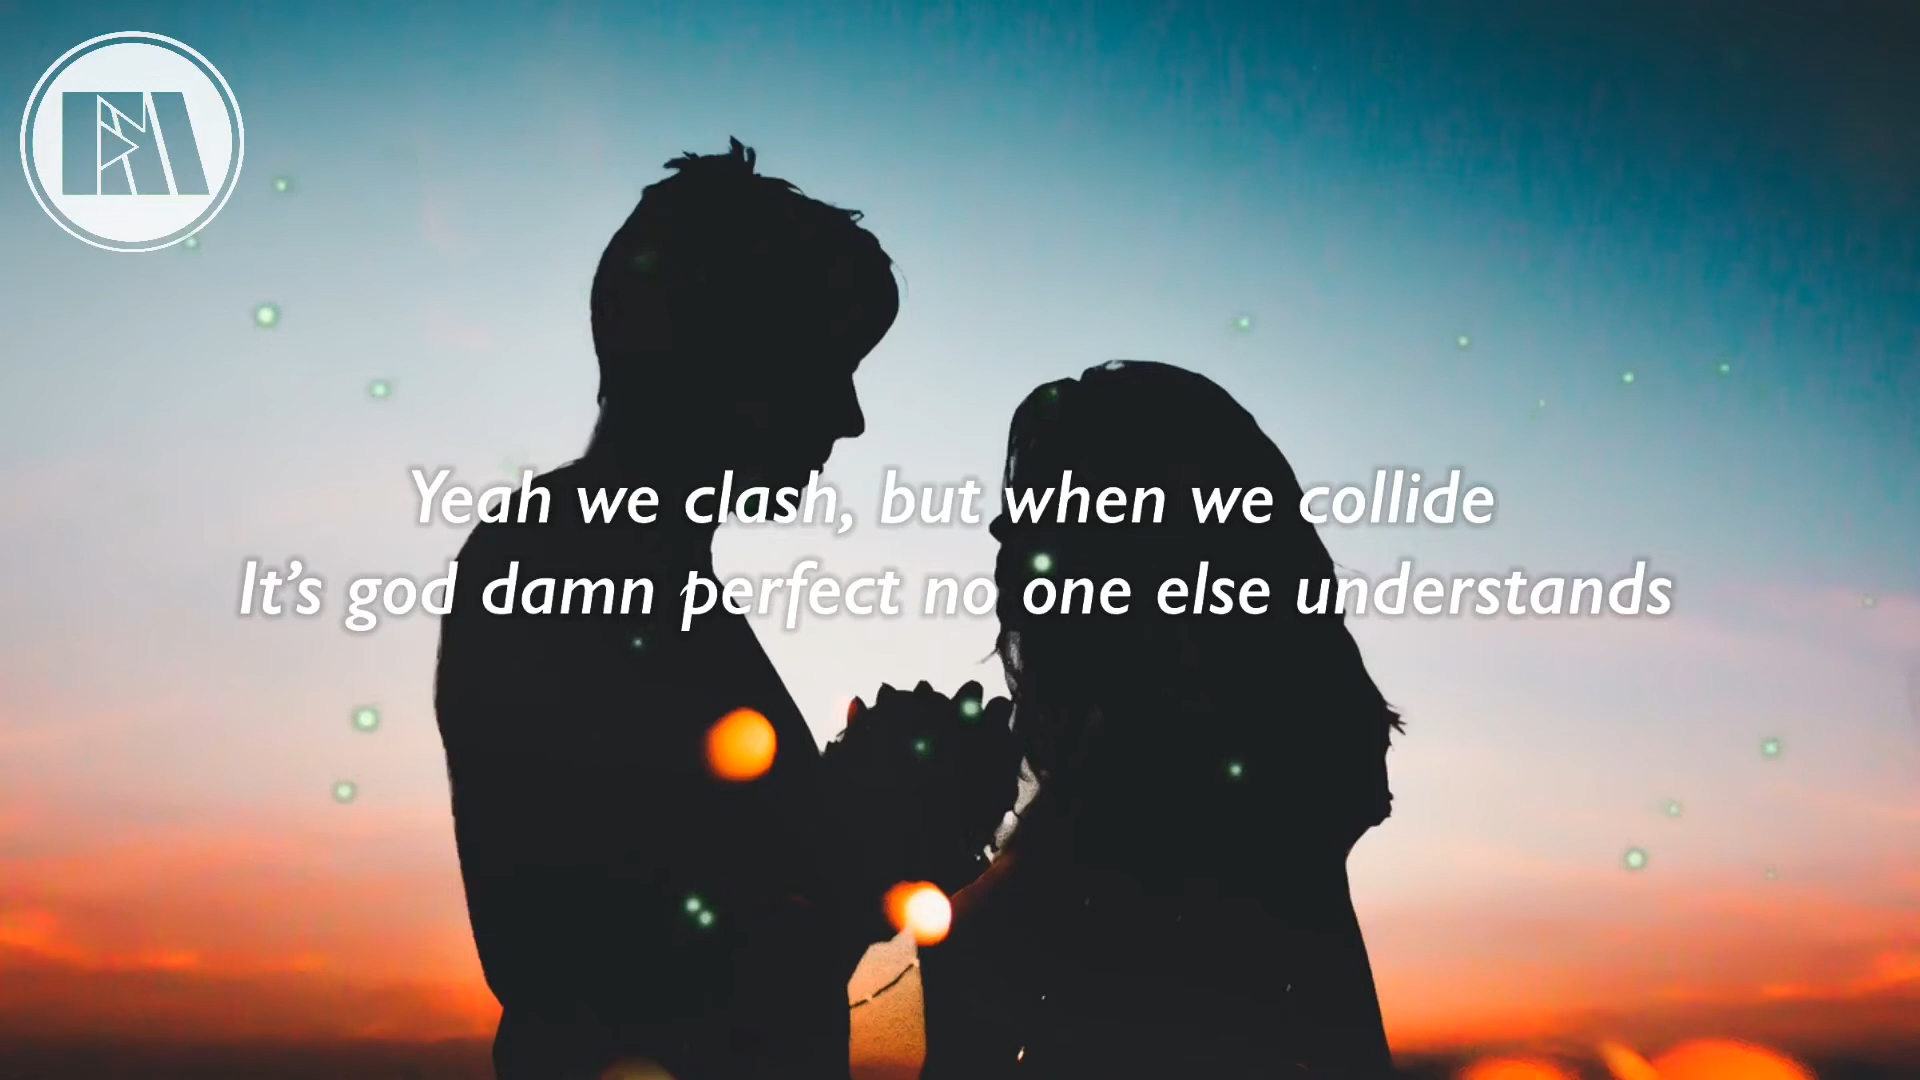 Yeah we clash, but when we collide
It’s god damn perfect no one else understands